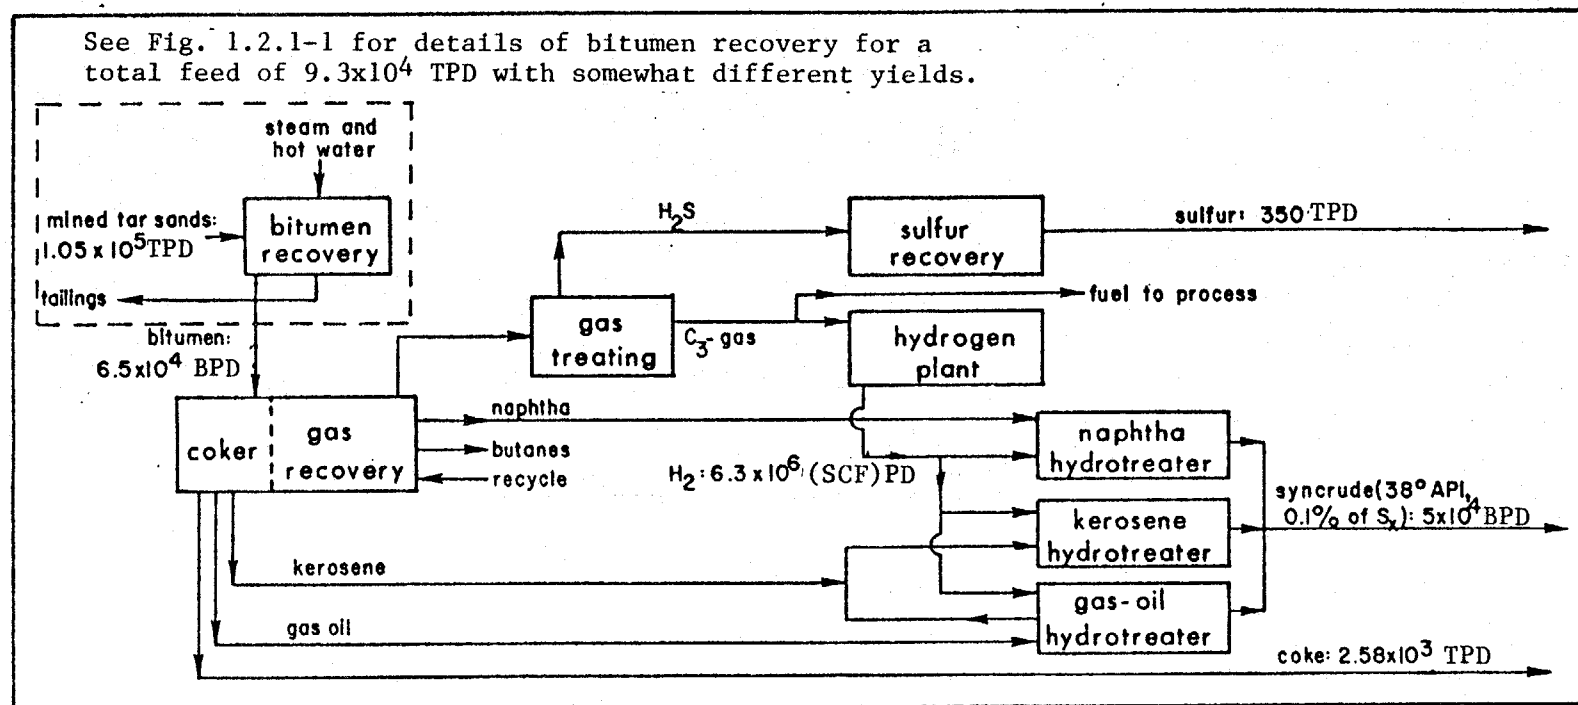 See Fig. 1.2.1-1 for details of bitumen recovery for a
total feed of 9.3x10⁴ TPD with somewhat different yields.
steam and
hot water
mined tar sands:
1.05 x 10⁵ TPD
bitumen
recovery
tailings
bitumen:
6.5x10⁴ BPD
H₂S
sulfur
recovery
sulfur: 350 TPD
gas
treating
C₃- gas
fuel to process
hydrogen
plant
coker
gas
recovery
naphtha
butanes
recycle
H₂: 6.3 x 10⁶ (SCF)PD
naphtha
hydrotreater
kerosene
hydrotreater
syncrude(38° API,
0.1% of Sₓ): 5x10⁴ BPD
kerosene
gas oil
gas-oil
hydrotreater
coke: 2.58x10³ TPD